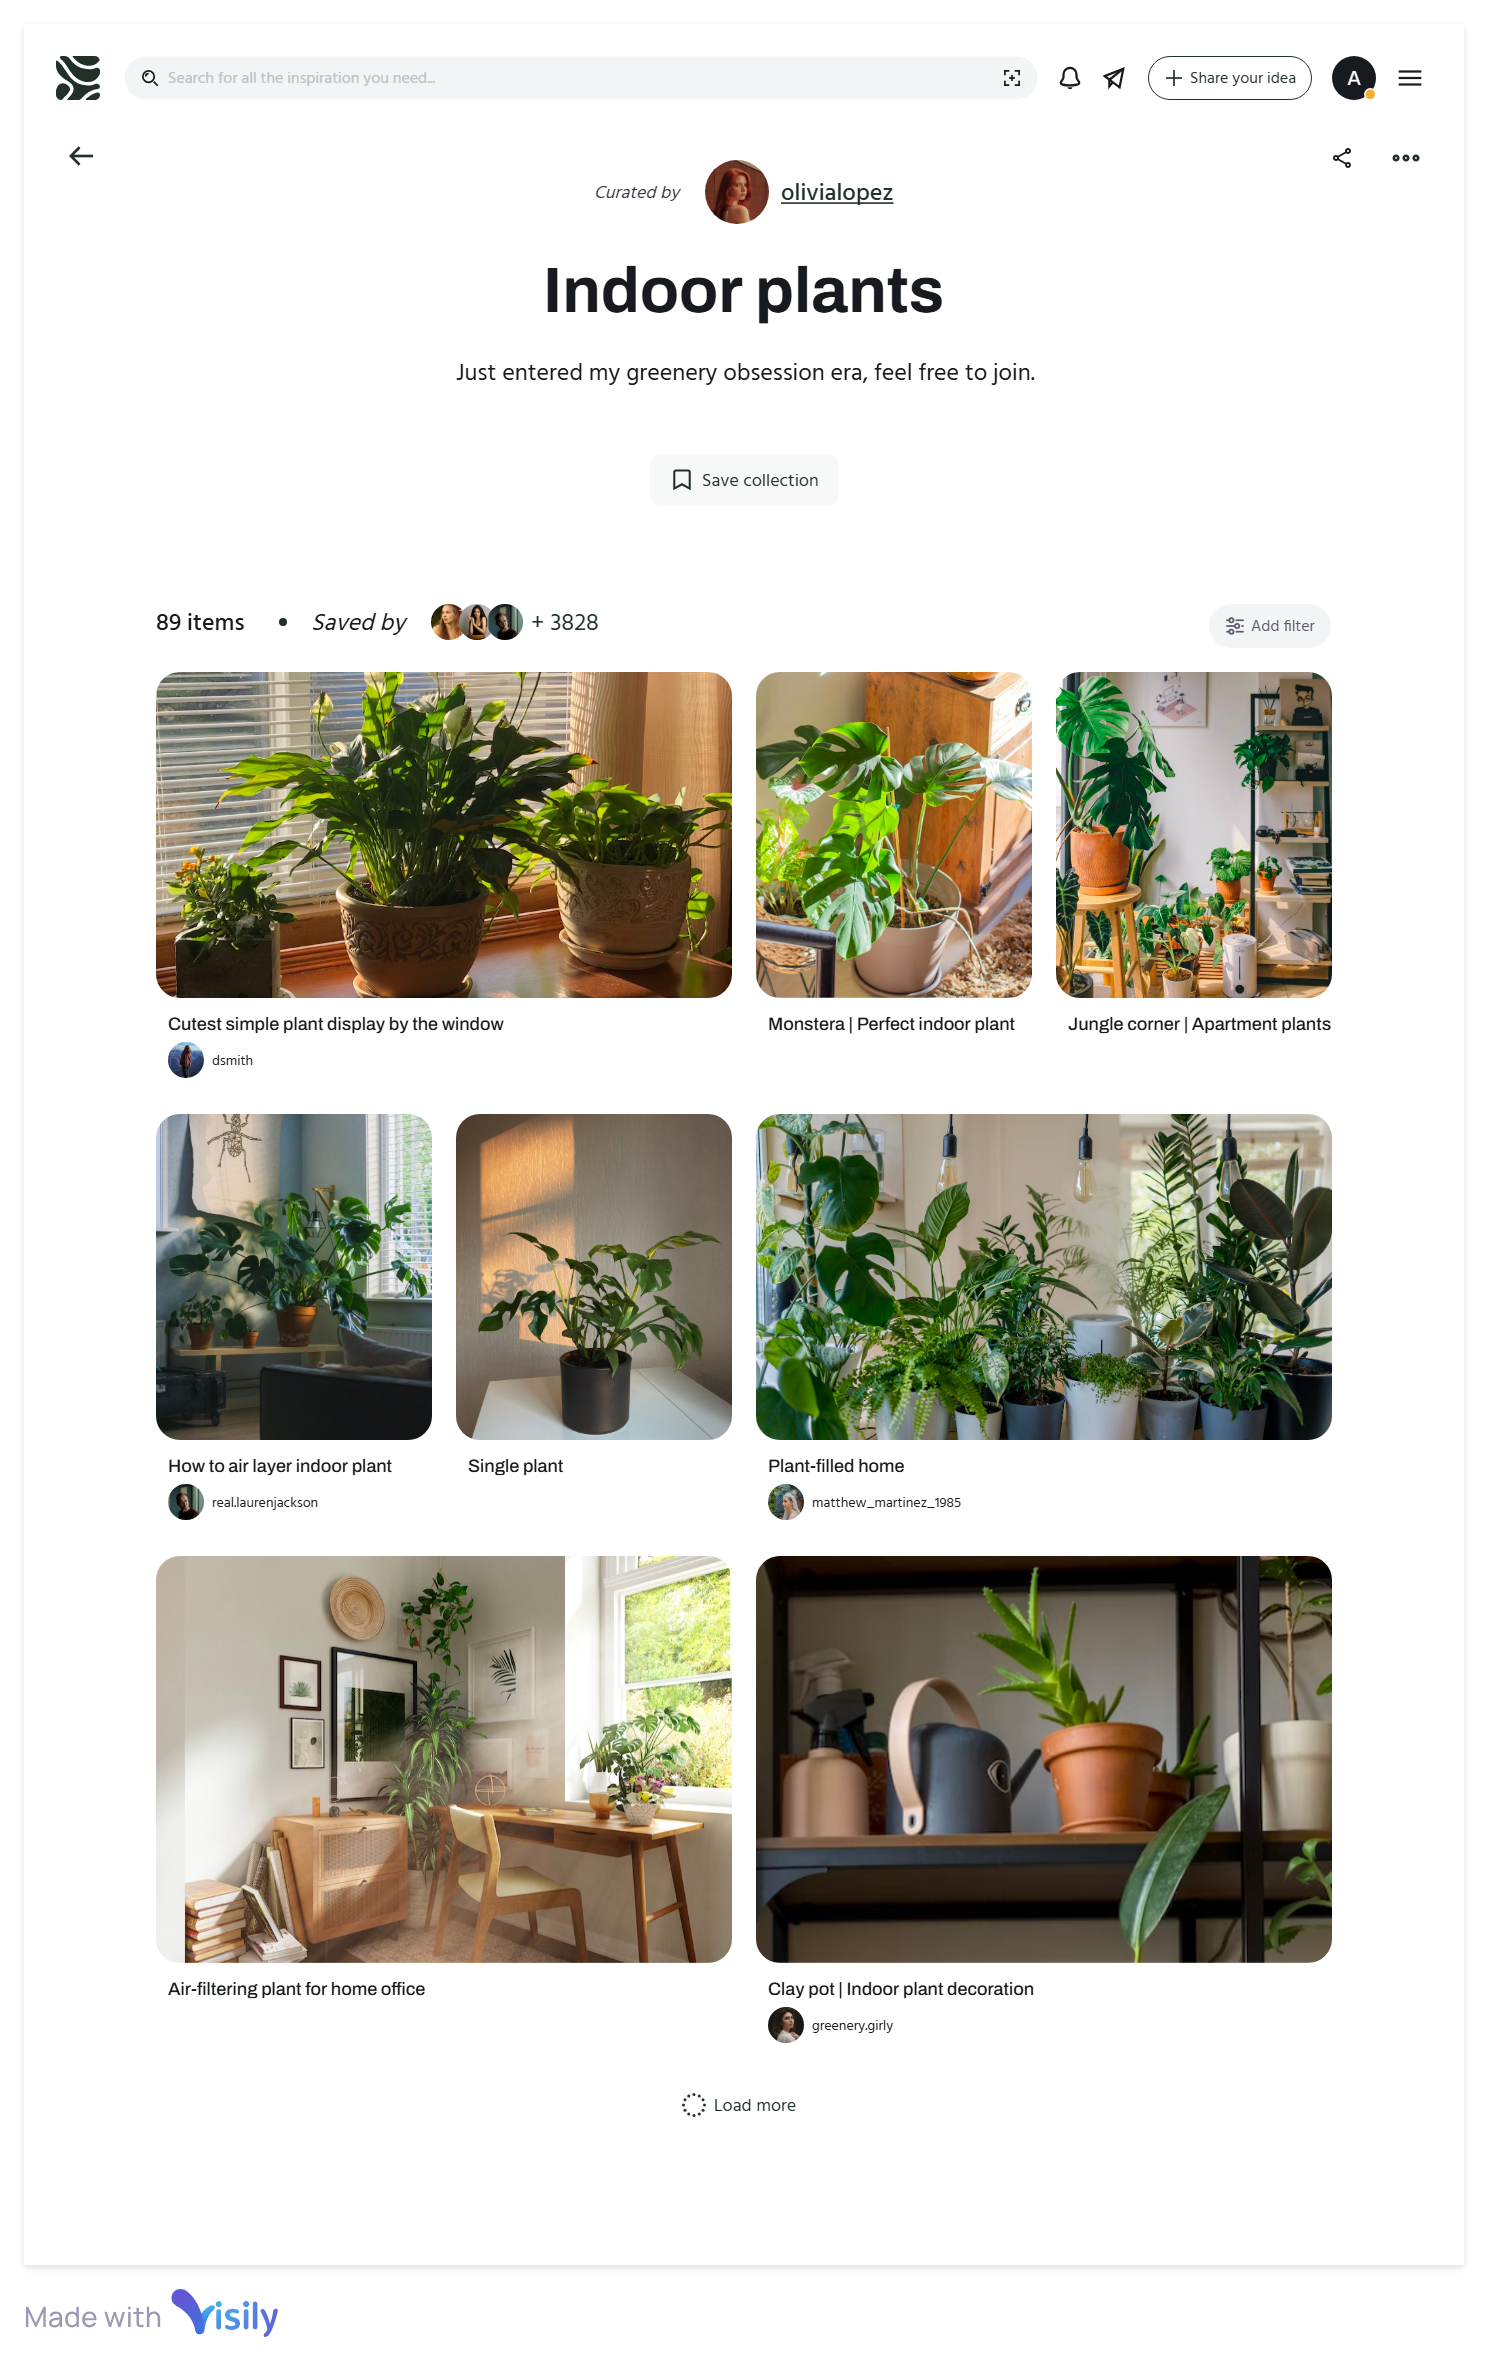 Search for all the inspiration you need...
Share your idea
A
Curated by olivialopez
Indoor plants
Just entered my greenery obsession era, feel free to join.
Save collection
89 items • Saved by + 3828
Add filter
Cutest simple plant display by the window
dsmith
Monstera | Perfect indoor plant
Jungle corner | Apartment plants
How to air layer indoor plant
real.laurenjackson
Single plant
Plant-filled home
matthew_martinez_1985
Air-filtering plant for home office
Clay pot | Indoor plant decoration
greenery.girly
Load more
Made with Visily